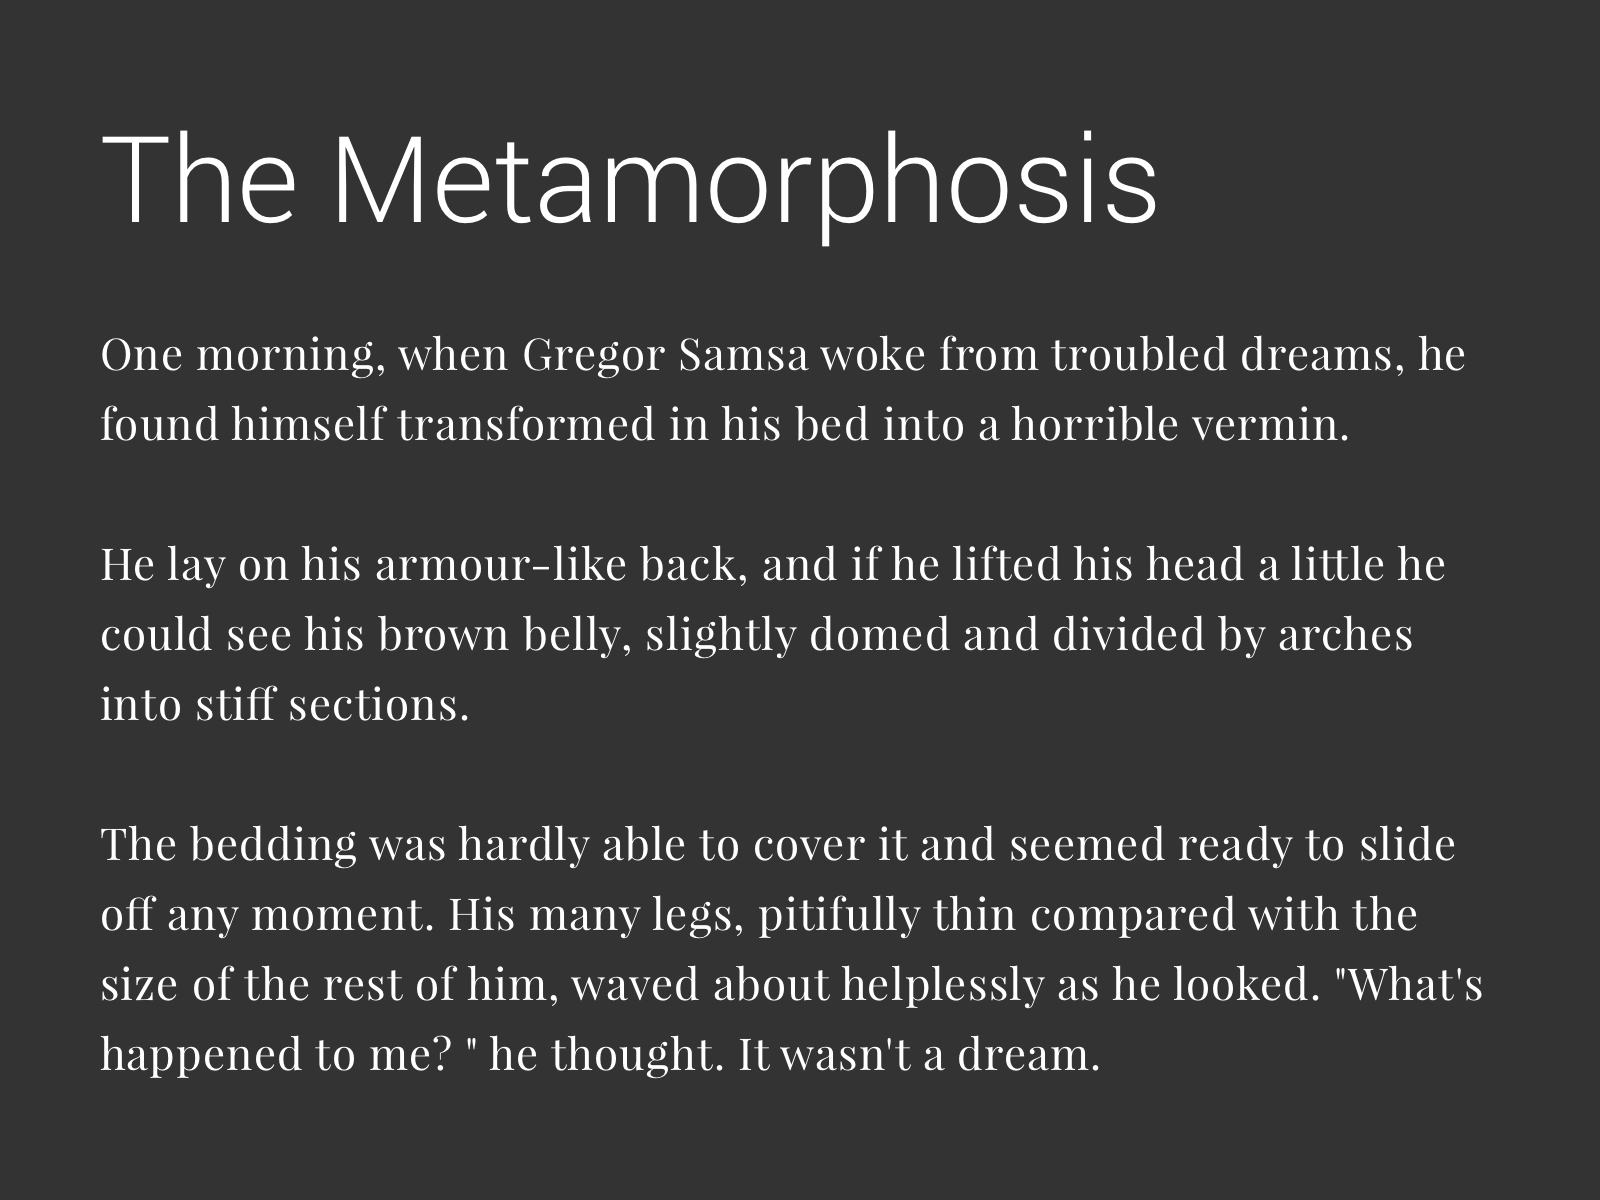 The Metamorphosis
One morning, when Gregor Samsa woke from troubled dreams, he
found himself transformed in his bed into a horrible vermin.
He lay on his armour-like back, and if he lifted his head a little he
could see his brown belly, slightly domed and divided by arches
into stiff sections.
The bedding was hardly able to cover it and seemed ready to slide
off any moment. His many legs, pitifully thin compared with the
size of the rest of him, waved about helplessly as he looked. "What's
happened to me? " he thought. It wasn't a dream.